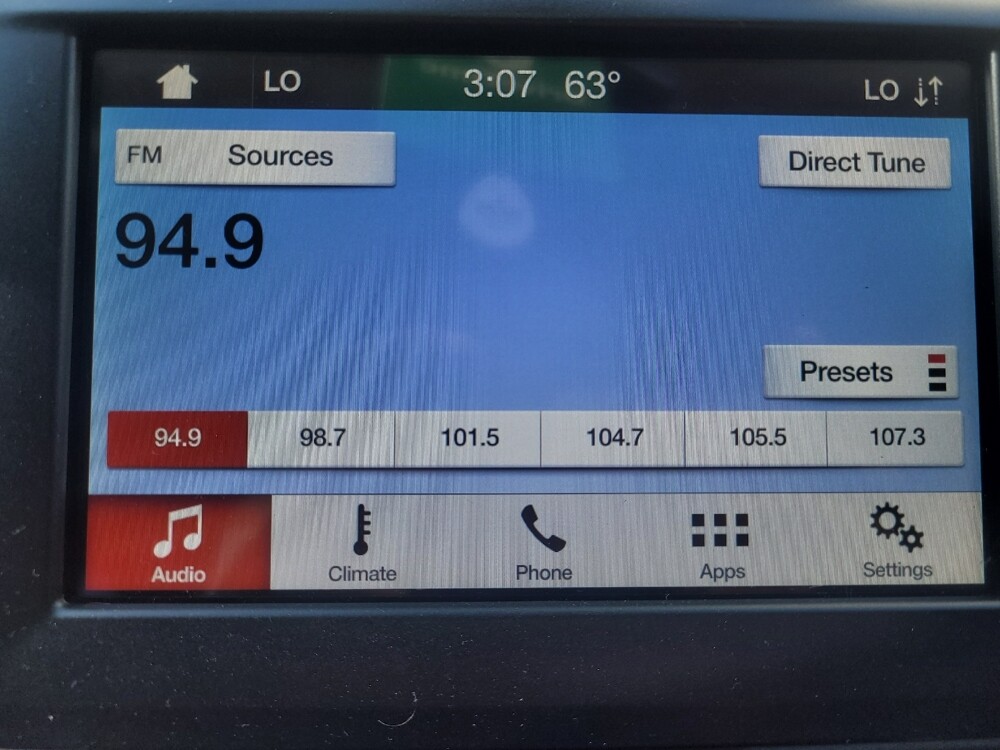 LO 3:07 63° LO
FM Sources Direct Tune
94.9
Presets
94.9 98.7 101.5 104.7 105.5 107.3
Audio Climate Phone Apps Settings